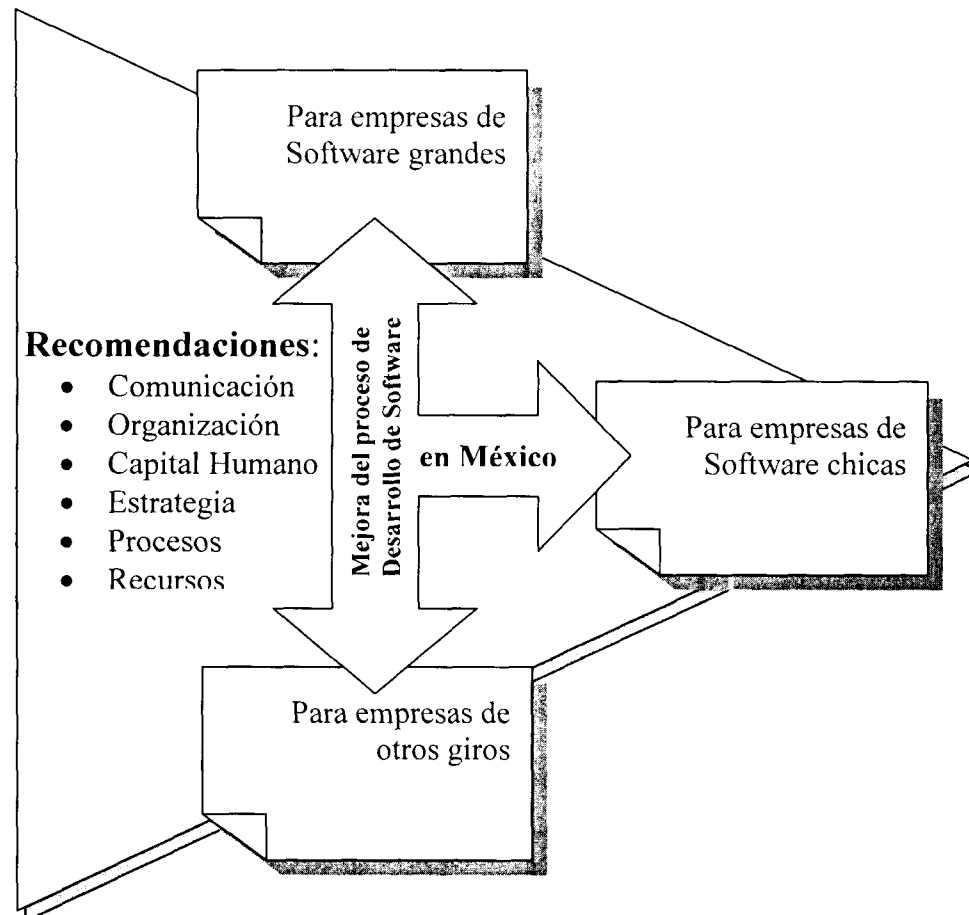 Para empresas de
Software grandes
Recomendaciones:
• Comunicación
• Organización
• Capital Humano
• Estrategia
• Procesos
• Recursos
Mejora del proceso de
Desarrollo de Software
en México
Para empresas de
Software chicas
Para empresas de
otros giros